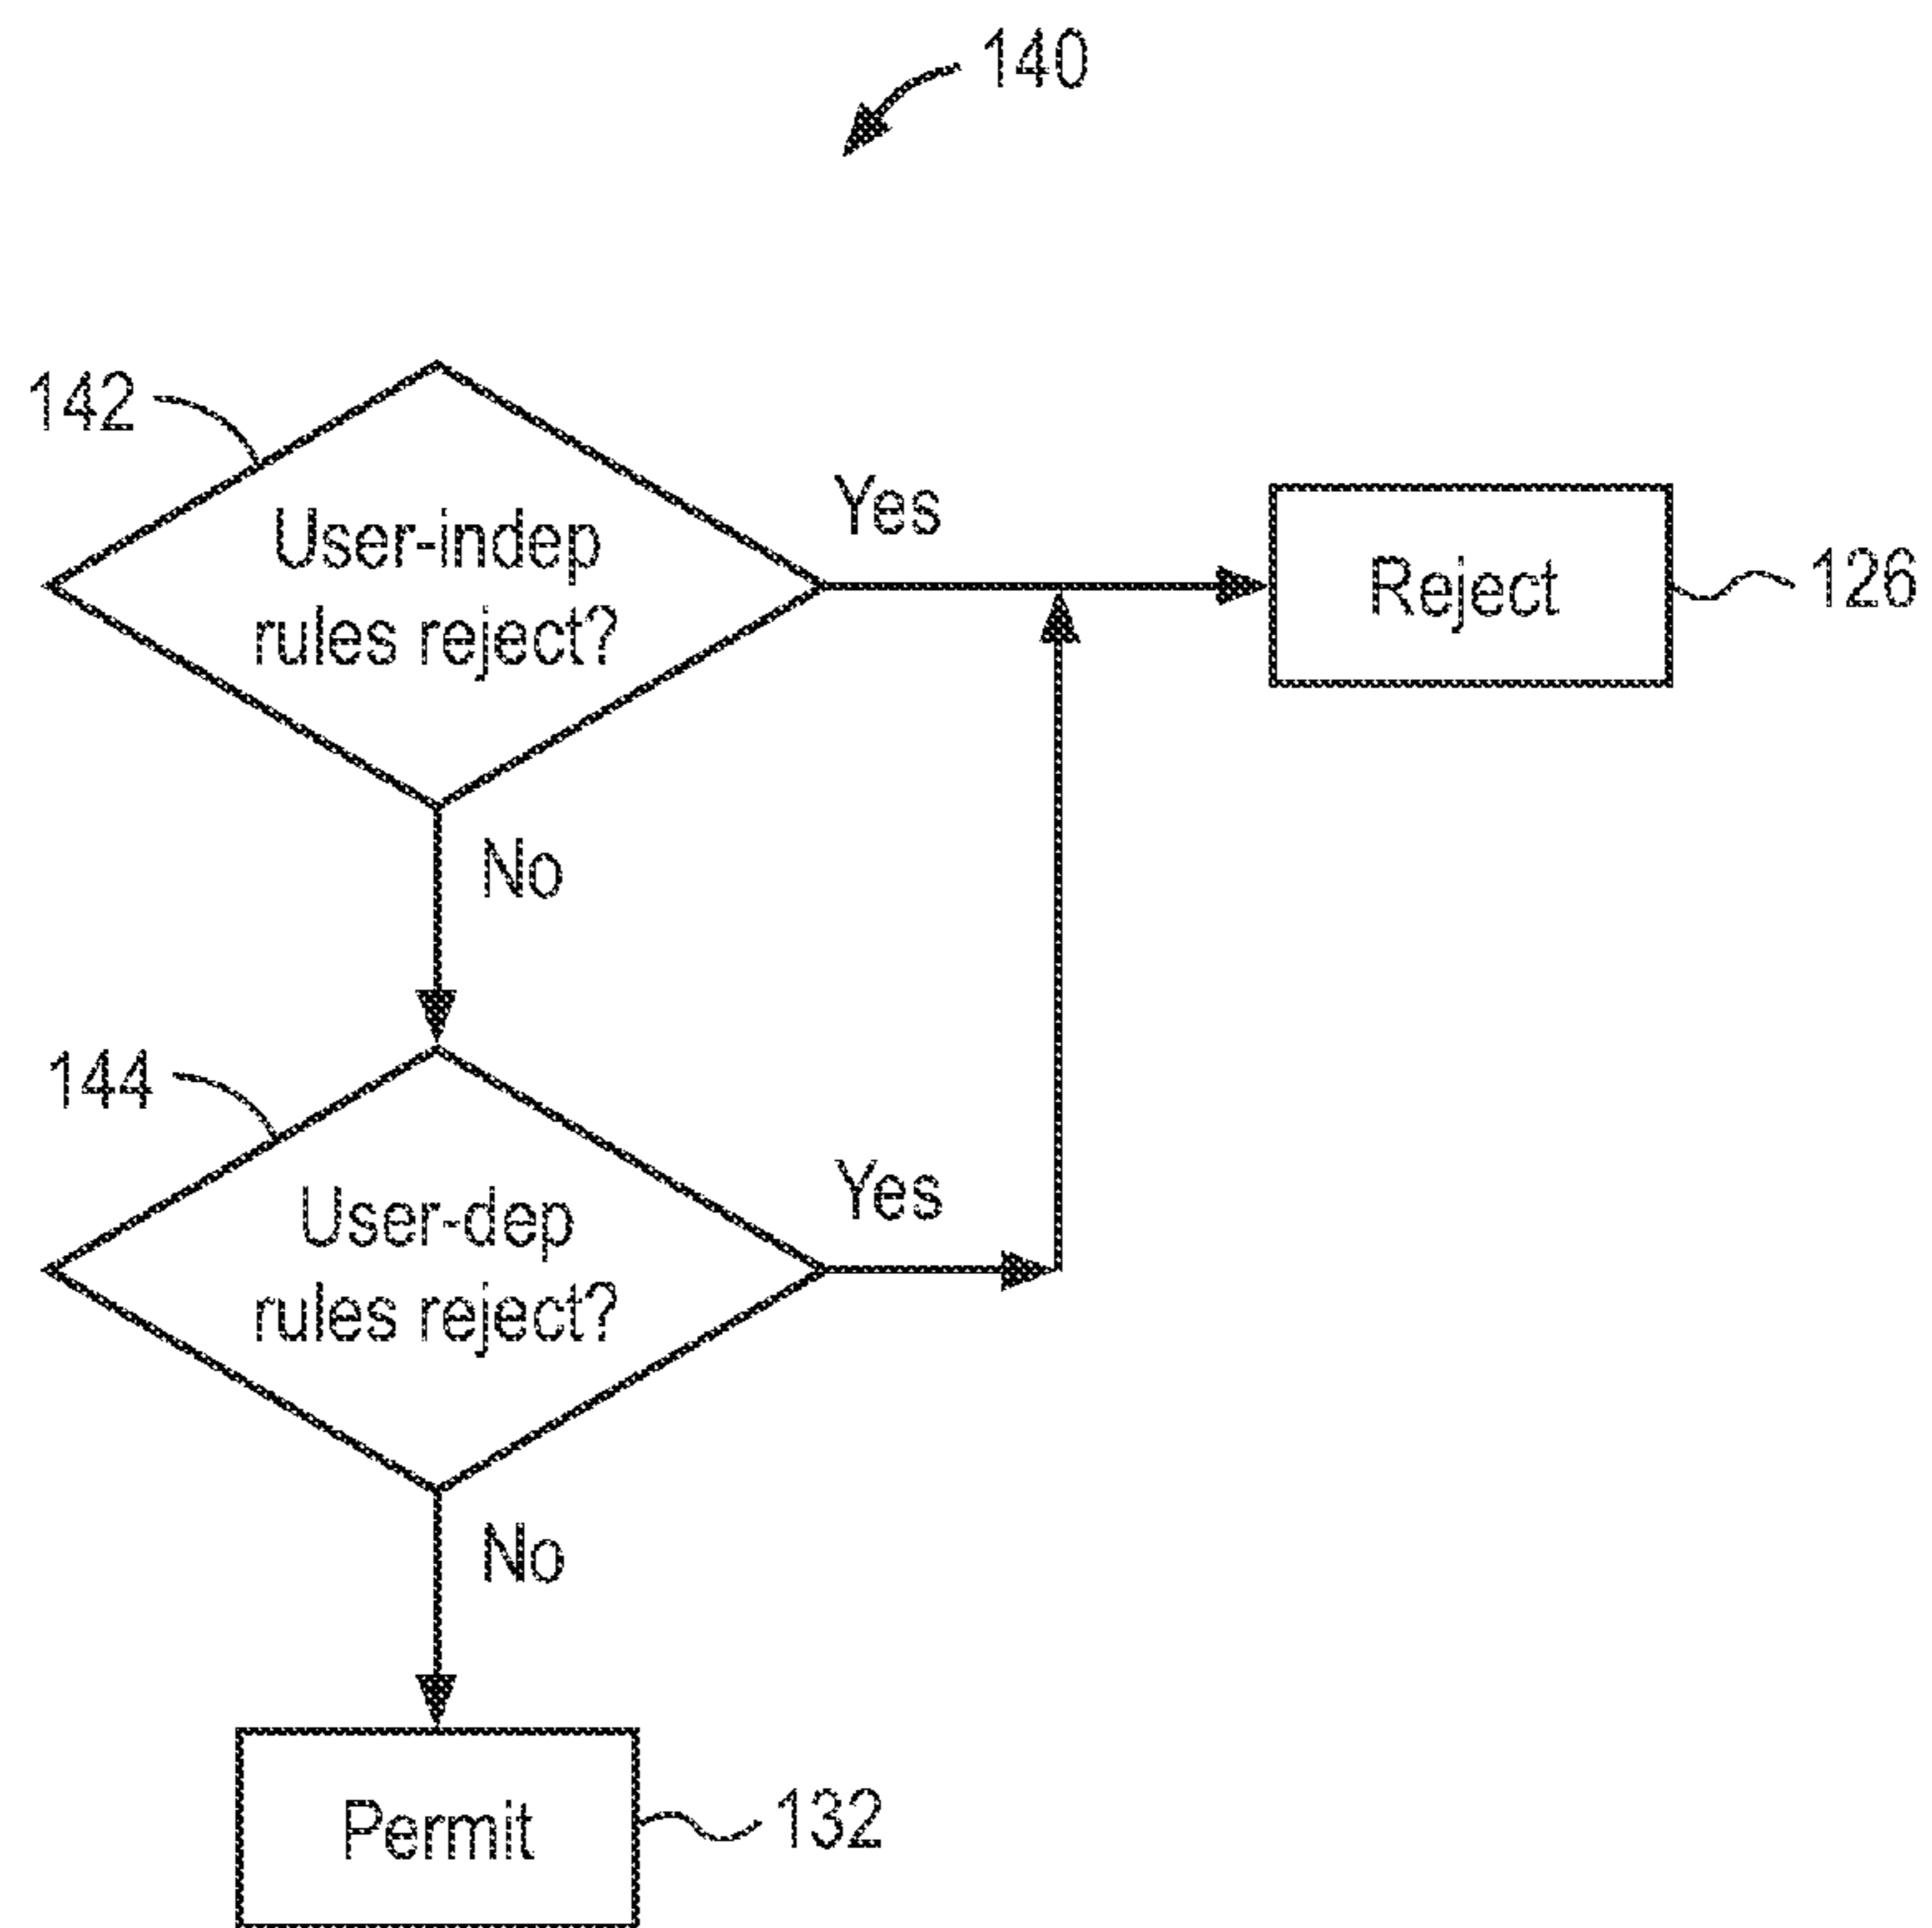 140
142
User-indep
rules reject?
Yes
Reject
126
No
144
User-dep
rules reject?
Yes
No
Permit
132